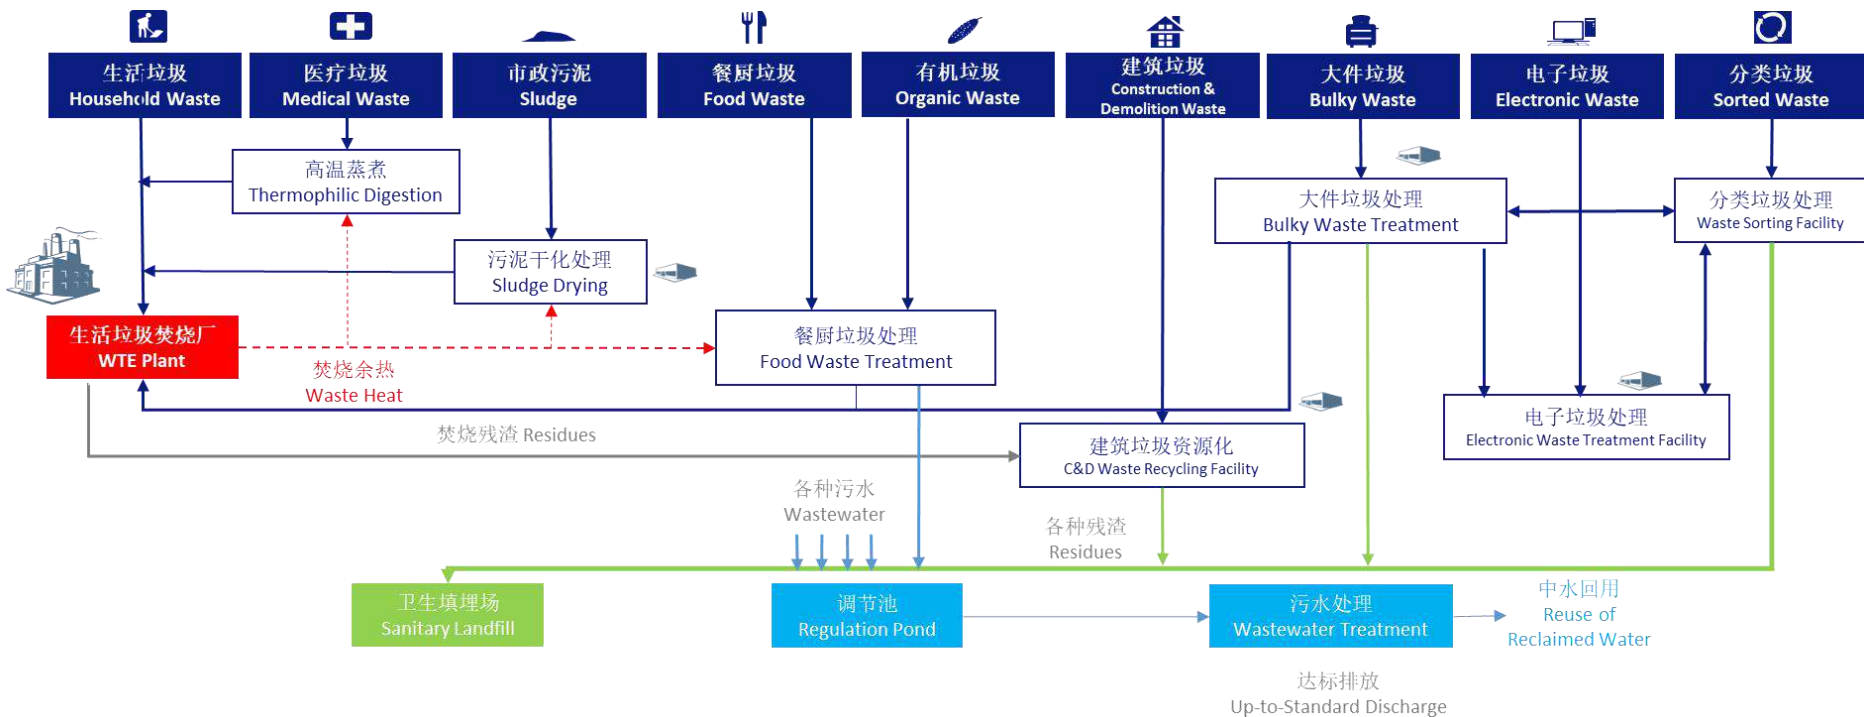 生活垃圾
Household Waste
医疗垃圾
Medical Waste
市政污泥
Sludge
餐厨垃圾
Food Waste
有机垃圾
Organic Waste
建筑垃圾
Construction &
Demolition Waste
大件垃圾
Bulky Waste
电子垃圾
Electronic Waste
分类垃圾
Sorted Waste
高温蒸煮
Thermophilic Digestion
大件垃圾处理
Bulky Waste Treatment
分类垃圾处理
Waste Sorting Facility
污泥干化处理
Sludge Drying
生活垃圾焚烧厂
WTE Plant
餐厨垃圾处理
Food Waste Treatment
焚烧余热
Waste Heat
电子垃圾处理
Electronic Waste Treatment Facility
焚烧残渣 Residues
建筑垃圾资源化
C&D Waste Recycling Facility
各种污水
Wastewater
各种残渣
Residues
卫生填埋场
Sanitary Landfill
调节池
Regulation Pond
污水处理
Wastewater Treatment
中水回用
Reuse of
Reclaimed Water
达标排放
Up-to-Standard Discharge